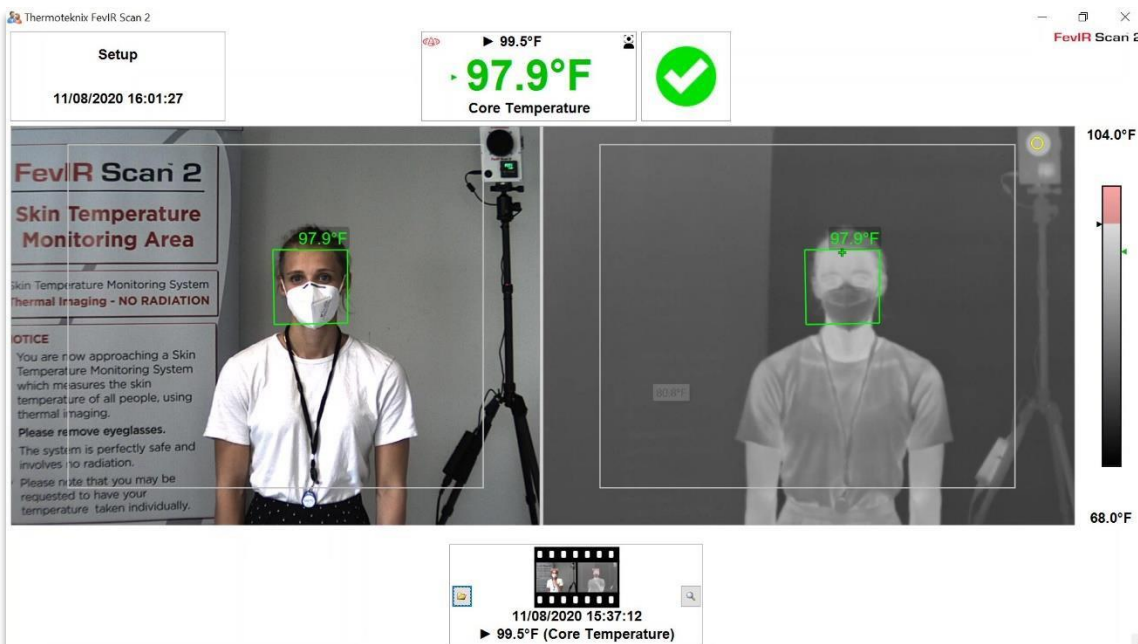 Thermoteknix FevIR Scan 2
FevIR Scan 2
Setup
11/08/2020 16:01:27
► 99.5°F
97.9°F
Core Temperature
104.0°F
FevIR Scan 2
Skin Temperature
Monitoring Area
Skin Temperature Monitoring System
Thermal Imaging - NO RADIATION
NOTICE
You are now approaching a Skin
Temperature Monitoring System
which measures the skin
temperature of all people, using
thermal imaging.
Please remove eyeglasses.
The system is perfectly safe and
involves no radiation.
Please note that you may be
requested to have your
temperature taken individually.
97.9°F
97.9°F
80.8°F
68.0°F
11/08/2020 15:37:12
► 99.5°F (Core Temperature)